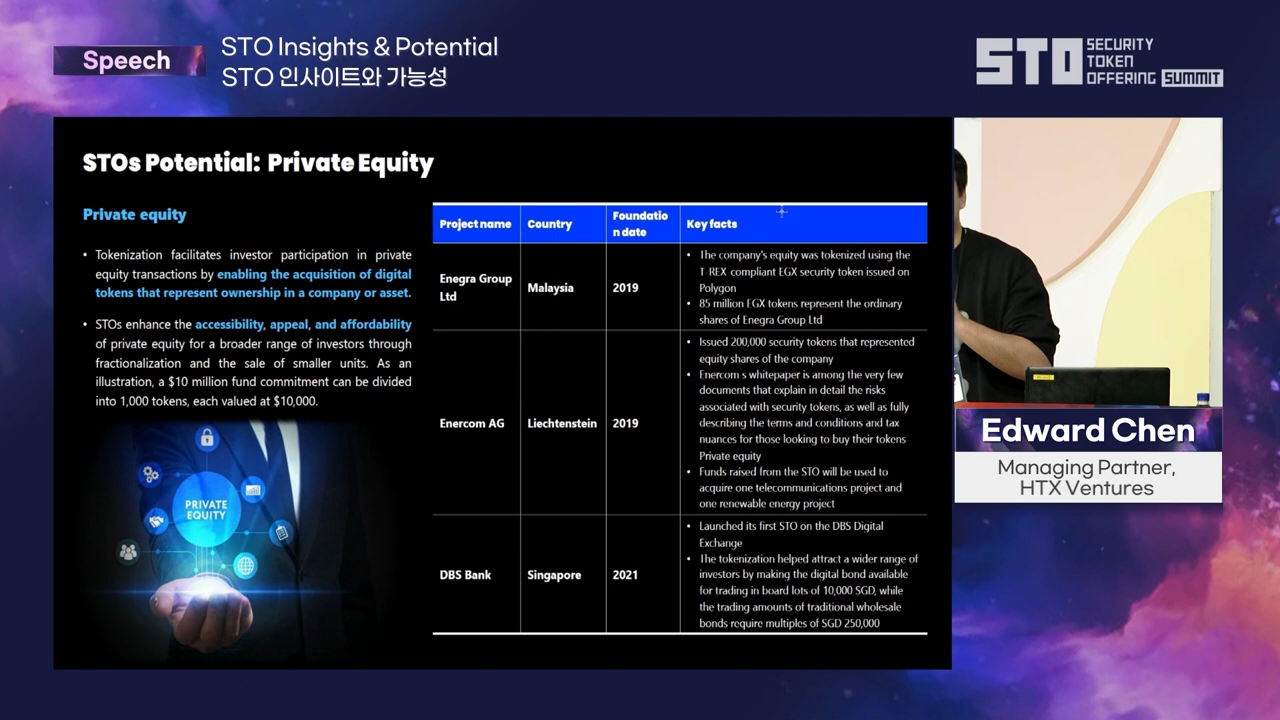 Speech
STO Insights & Potential
STO 인사이트와 가능성
STO SECURITY
TOKEN
OFFERING SUMMIT
STOs Potential: Private Equity
Private equity
• Tokenization facilitates investor participation in private
equity transactions by enabling the acquisition of digital
tokens that represent ownership in a company or asset.
• STOs enhance the accessibility, appeal, and affordability
of private equity for a broader range of investors through
fractionalization and the sale of smaller units. As an
illustration, a $10 million fund commitment can be divided
into 1,000 tokens, each valued at $10,000.
PRIVATE
EQUITY
Project name
Country
Foundatio
n date
Key facts
Enegra Group
Ltd
Malaysia
2019
• The company's equity was tokenized using the
T-REX-compliant EGX security token issued on
Polygon
• 85 million EGX tokens represent the ordinary
shares of Enegra Group Ltd
Enercom AG
Liechtenstein
2019
• Issued 200,000 security tokens that represented
equity shares of the company
• Enercom s whitepaper is among the very few
documents that explain in detail the risks
associated with security tokens, as well as fully
describing the terms and conditions and tax
nuances for those looking to buy their tokens
Private equity
• Funds raised from the STO will be used to
acquire one telecommunications project and
one renewable energy project
DBS Bank
Singapore
2021
• Launched its first STO on the DBS Digital
Exchange
• The tokenization helped attract a wider range of
investors by making the digital bond available
for trading in board lots of 10,000 SGD, while
the trading amounts of traditional wholesale
bonds require multiples of SGD 250,000
Edward Chen
Managing Partner,
HTX Ventures